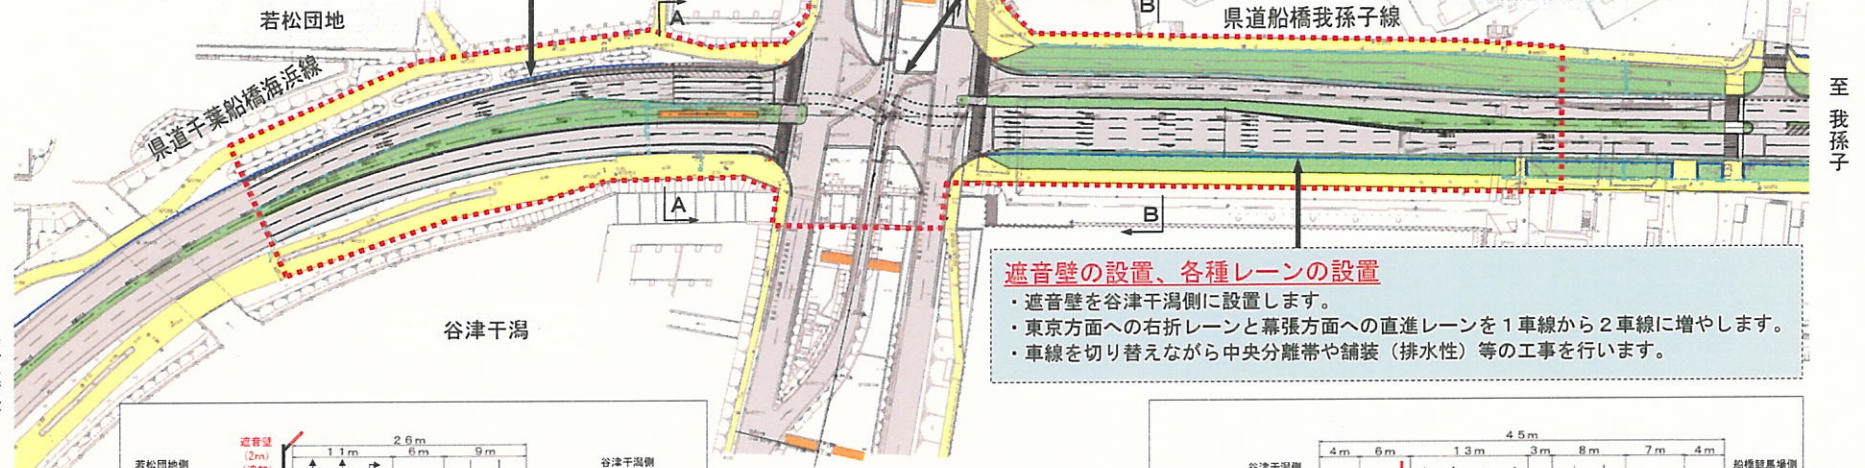 若松団地
A
B
県道船橋我孫子線
県道千葉船橋海浜線
至 我孫子
A
B
遮音壁の設置、各種レーンの設置
・遮音壁を谷津干潟側に設置します。
・東京方面への右折レーンと幕張方面への直進レーンを１車線から２車線に増やします。
・車線を切り替えながら中央分離帯や舗装（排水性）等の工事を行います。
谷津干潟
遮音壁
(2m)
26m
11m 6m 9m
若松団地側
谷津干潟側
45m
4m 6m 13m 3m 8m 7m 4m
谷津干潟側
船橋競馬場側